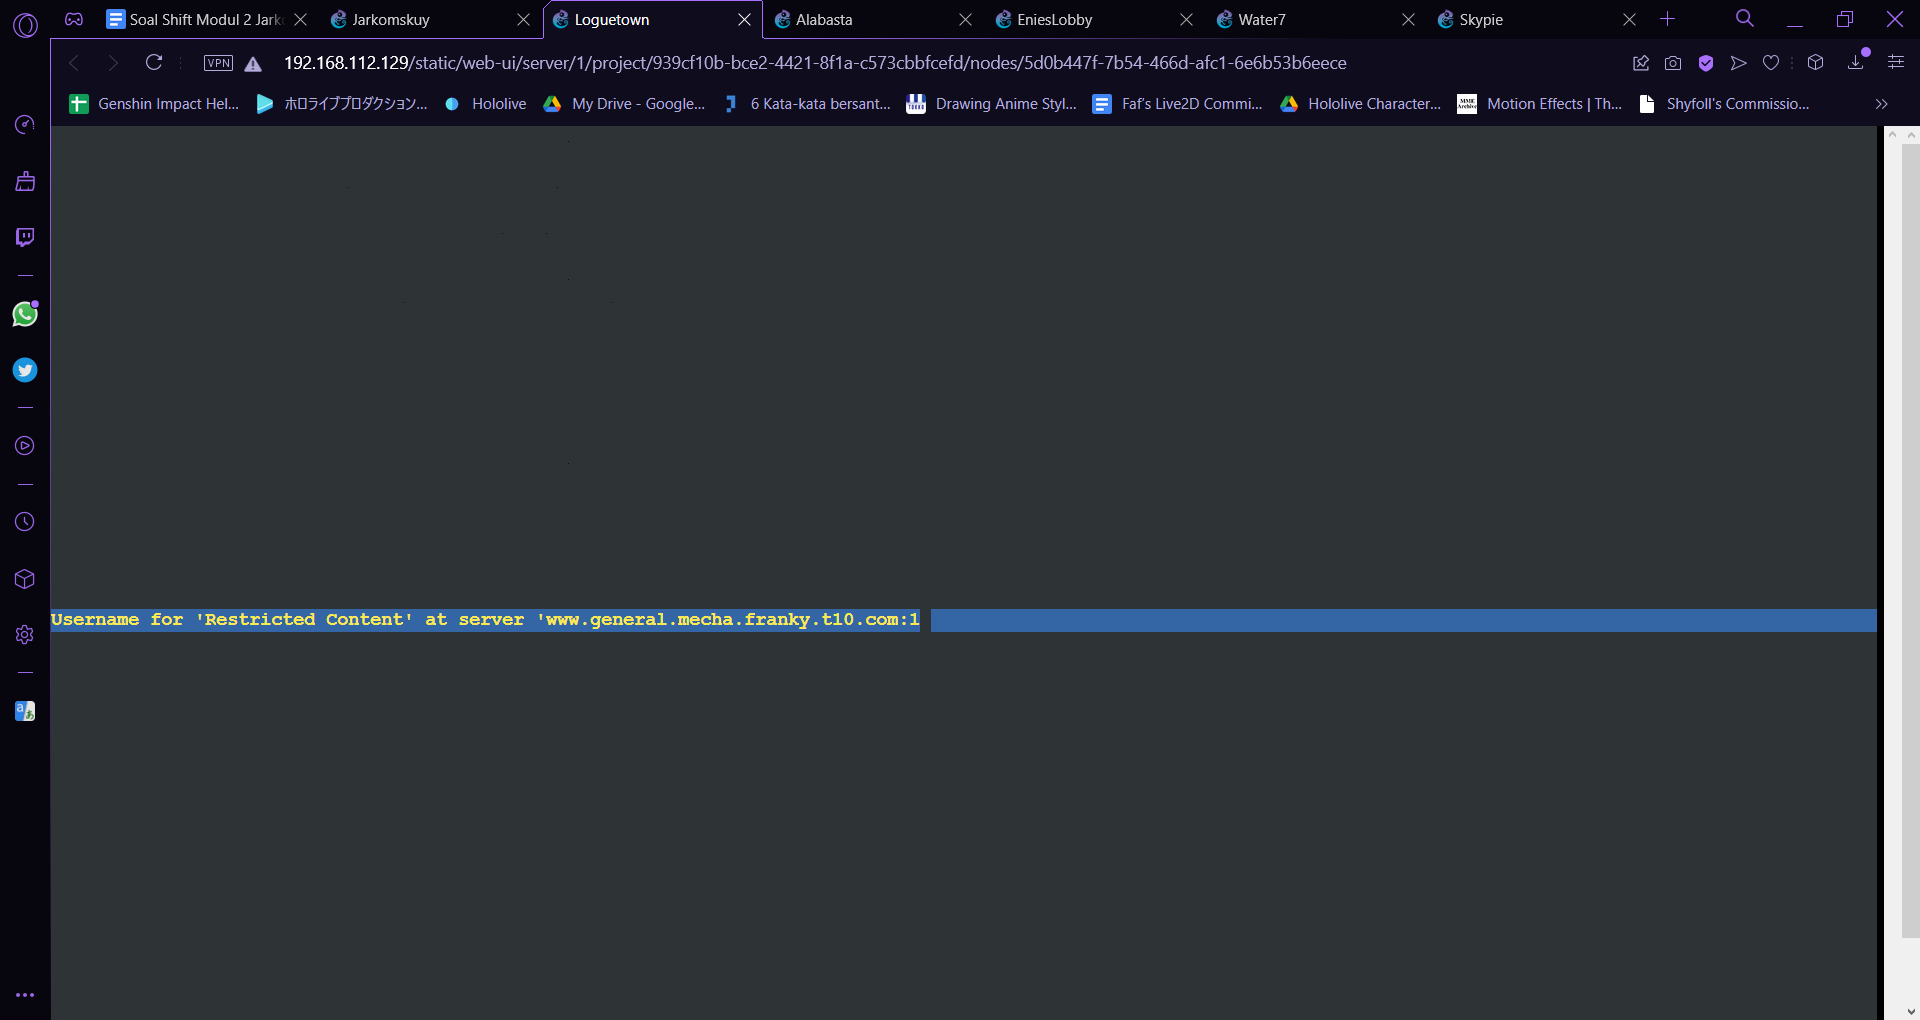 Soal Shift Modul 2 Jark
Jarkomskuy
Loguetown
Alabasta
EniesLobby
Water7
Skypie
VPN
192.168.112.129/static/web-ui/server/1/project/939cf10b-bce2-4421-8f1a-c573cbbfcefd/nodes/5d0b447f-7b54-466d-afc1-6e6b53b6eece
Genshin Impact Hel...
ホロライブプロダクション...
Hololive
My Drive - Google...
6 Kata-kata bersant...
Drawing Anime Styl...
Faf's Live2D Commi...
Hololive Character...
MME Archive
Motion Effects | Th...
Shyfoll's Commissio...
Username for 'Restricted Content' at server 'www.general.mecha.franky.t10.com:1